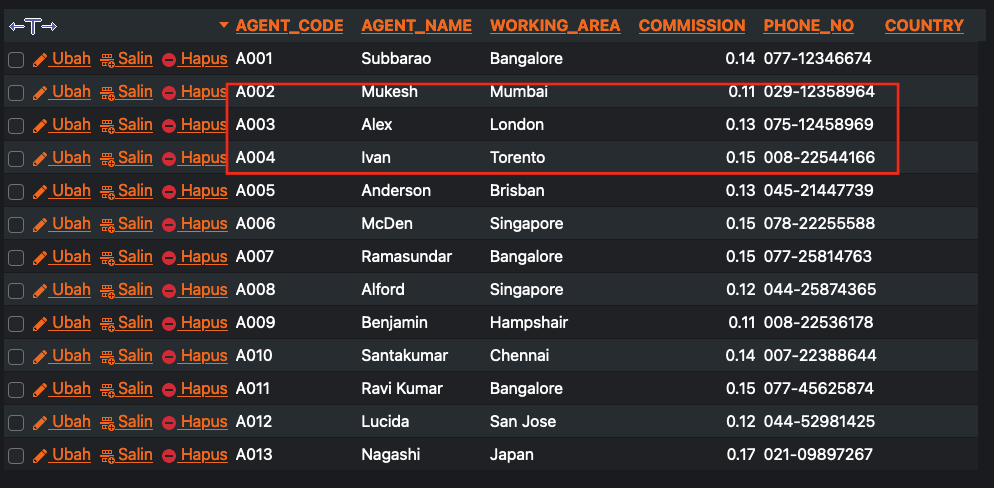 AGENT_CODE AGENT_NAME WORKING_AREA COMMISSION PHONE_NO COUNTRY
Ubah Salin Hapus A001 Subbarao Bangalore 0.14 077-12346674
Ubah Salin Hapus A002 Mukesh Mumbai 0.11 029-12358964
Ubah Salin Hapus A003 Alex London 0.13 075-12458969
Ubah Salin Hapus A004 Ivan Torento 0.15 008-22544166
Ubah Salin Hapus A005 Anderson Brisban 0.13 045-21447739
Ubah Salin Hapus A006 McDen Singapore 0.15 078-22255588
Ubah Salin Hapus A007 Ramasundar Bangalore 0.15 077-25814763
Ubah Salin Hapus A008 Alford Singapore 0.12 044-25874365
Ubah Salin Hapus A009 Benjamin Hampshair 0.11 008-22536178
Ubah Salin Hapus A010 Santakumar Chennai 0.14 007-22388644
Ubah Salin Hapus A011 Ravi Kumar Bangalore 0.15 077-45625874
Ubah Salin Hapus A012 Lucida San Jose 0.12 044-52981425
Ubah Salin Hapus A013 Nagashi Japan 0.17 021-09897267